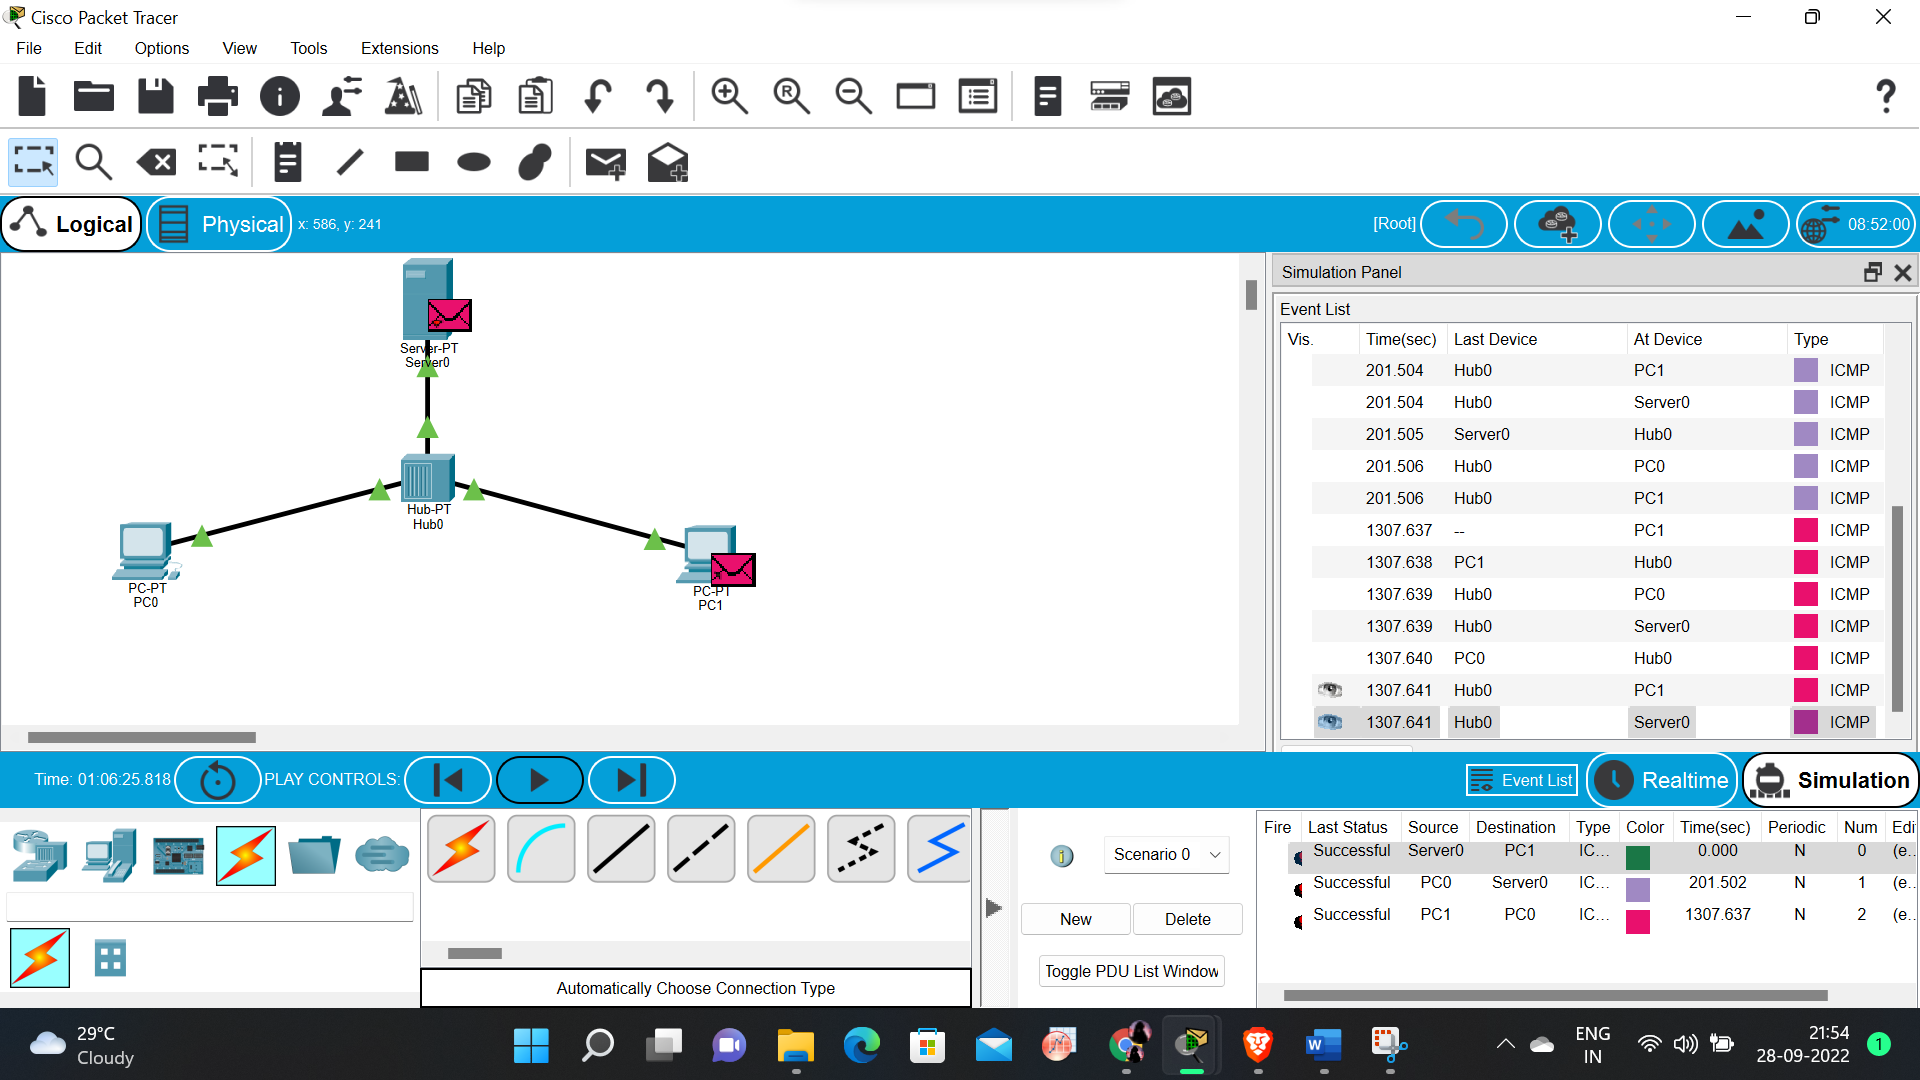 Cisco Packet Tracer
File Edit Options View Tools Extensions Help
Logical Physical x: 586, y: 241 [Root] 08:52:00
Server-PT
Server0
Hub-PT
Hub0
PC-PT
PC0
PC-PT
PC1
Simulation Panel
Event List
Vis. Time(sec) Last Device At Device Type
201.504 Hub0 PC1 ICMP
201.504 Hub0 Server0 ICMP
201.505 Server0 Hub0 ICMP
201.506 Hub0 PC0 ICMP
201.506 Hub0 PC1 ICMP
1307.637 -- PC1 ICMP
1307.638 PC1 Hub0 ICMP
1307.639 Hub0 PC0 ICMP
1307.639 Hub0 Server0 ICMP
1307.640 PC0 Hub0 ICMP
1307.641 Hub0 PC1 ICMP
1307.641 Hub0 Server0 ICMP
Time: 01:06:25.818 PLAY CONTROLS: Event List Realtime Simulation
Automatically Choose Connection Type
Scenario 0
New Delete
Toggle PDU List Window
Fire Last Status Source Destination Type Color Time(sec) Periodic Num Edi
Successful Server0 PC1 IC... 0.000 N 0 (e...
Successful PC0 Server0 IC... 201.502 N 1 (e...
Successful PC1 PC0 IC... 1307.637 N 2 (e...
29°C
Cloudy
ENG
IN
21:54
28-09-2022
1